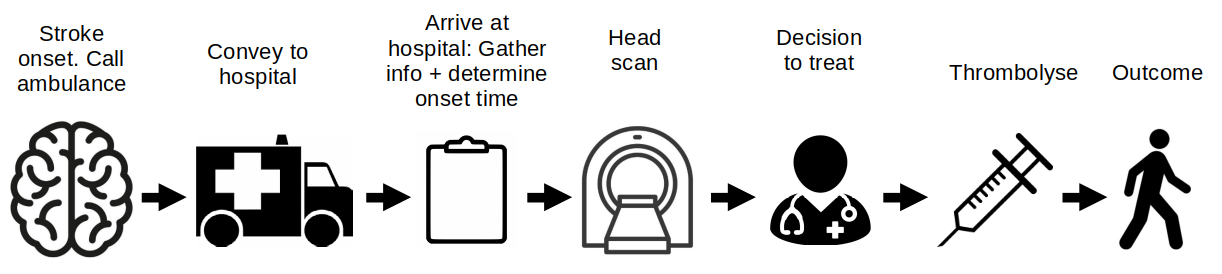 Stroke
onset. Call
ambulance
Convey to
hospital
Arrive at
hospital: Gather
info + determine
onset time
Head
scan
Decision
to treat
Thrombolyse
Outcome